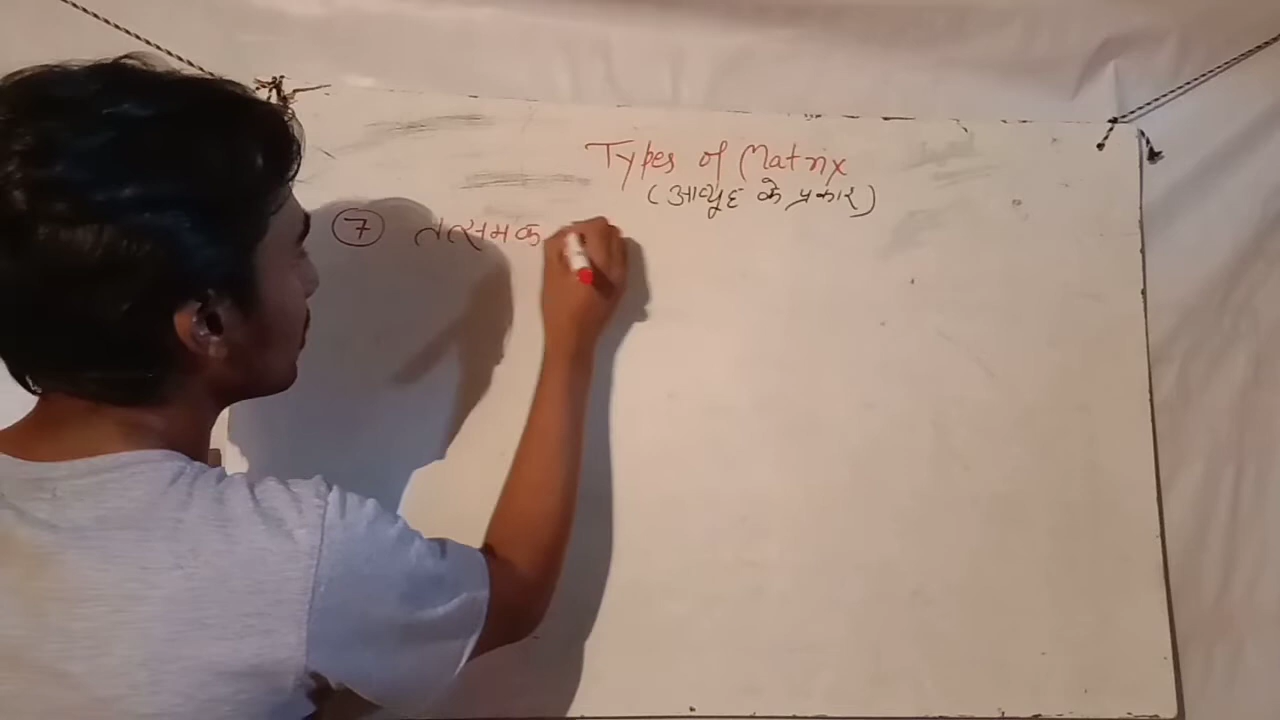 Types of Matrix
(आव्यूह के प्रकार)
7 तत्समक